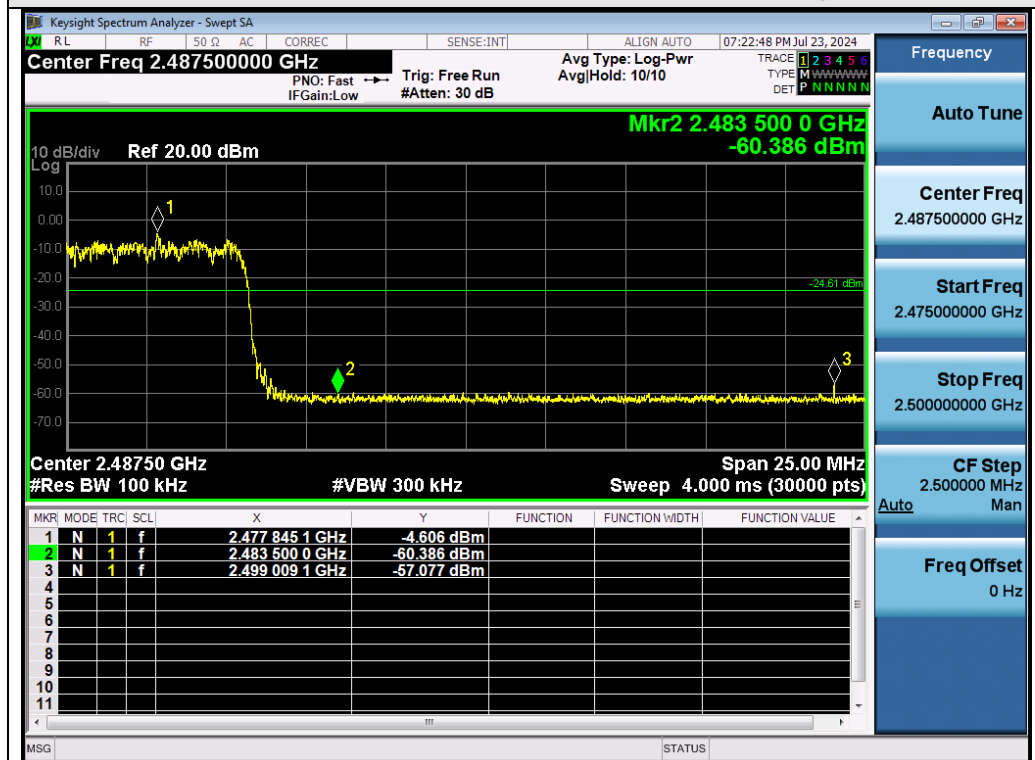 Keysight Spectrum Analyzer - Swept SA
LXI RL RF 50 Ω AC CORREC SENSE:INT ALIGN AUTO 07:22:48 PM Jul 23, 2024
Center Freq 2.487500000 GHz
PNO: Fast
IFGain:Low
Trig: Free Run
#Atten: 30 dB
Avg Type: Log-Pwr
Avg|Hold: 10/10
TRACE 1 2 3 4 5 6
TYPE M WWWWW
DET P N N N N N
Mkr2 2.483 500 0 GHz
-60.386 dBm
10 dB/div Ref 20.00 dBm
Log
10.0
0.00
-10.0
-20.0
-30.0
-40.0
-50.0
-60.0
-70.0
1
-24.61 dBm
2
3
Center 2.48750 GHz Span 25.00 MHz
#Res BW 100 kHz #VBW 300 kHz Sweep 4.000 ms (30000 pts)
MKR MODE TRC SCL X Y FUNCTION FUNCTION WIDTH FUNCTION VALUE
1 N 1 f 2.477 845 1 GHz -4.606 dBm
2 N 1 f 2.483 500 0 GHz -60.386 dBm
3 N 1 f 2.499 009 1 GHz -57.077 dBm
4
5
6
7
8
9
10
11
MSG STATUS
Frequency
Auto Tune
Center Freq
2.487500000 GHz
Start Freq
2.475000000 GHz
Stop Freq
2.500000000 GHz
CF Step
2.500000 MHz
Auto Man
Freq Offset
0 Hz